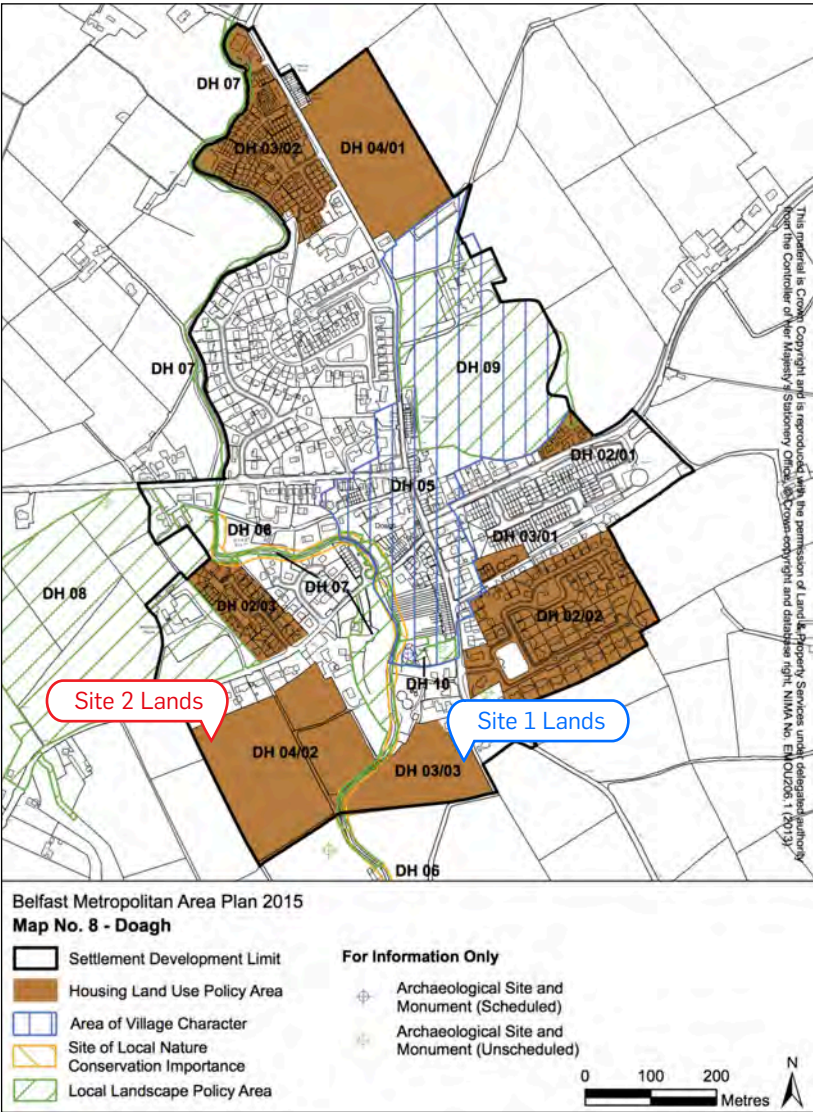 DH 07
DH 03/02
DH 04/01
DH 07
DH 09
DH 02/01
DH 05
DH 06
DH 03/01
DH 07
DH 08
DH 02/03
DH 02/02
DH 10
Site 2 Lands
Site 1 Lands
DH 04/02
DH 03/03
DH 06
This material is Crown Copyright and is reproduced with the permission of Land & Property Services under delegated authority
from the Controller of Her Majesty's Stationery Office, © Crown copyright and database right, NIMA No. EMOU206.1 (2013)
Belfast Metropolitan Area Plan 2015
Map No. 8 - Doagh
Settlement Development Limit
Housing Land Use Policy Area
Area of Village Character
Site of Local Nature
Conservation Importance
Local Landscape Policy Area
For Information Only
Archaeological Site and
Monument (Scheduled)
Archaeological Site and
Monument (Unscheduled)
N
0 100 200
Metres